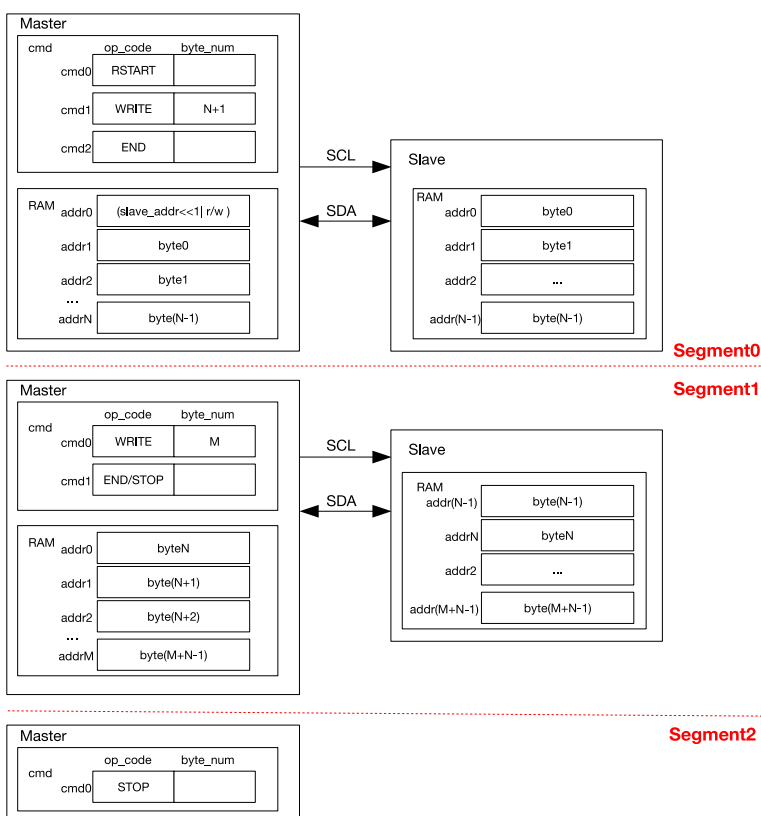 Master
cmd op_code byte_num
cmd0 RSTART
cmd1 WRITE N+1
cmd2 END
RAM
addr0 (slave_addr<<1| r/w )
addr1 byte0
addr2 byte1
...
addrN byte(N-1)
SCL
SDA
Slave
RAM
addr0 byte0
addr1 byte1
addr2 ...
addr(N-1) byte(N-1)
Segment0
Segment1
Master
op_code byte_num
cmd
cmd0 WRITE M
cmd1 END/STOP
RAM
addr0 byteN
addr1 byte(N+1)
addr2 byte(N+2)
...
addrM byte(M+N-1)
SCL
SDA
Slave
RAM
addr(N-1) byte(N-1)
addrN byteN
addr2 ...
addr(M+N-1) byte(M+N-1)
Segment2
Master
op_code byte_num
cmd
cmd0 STOP